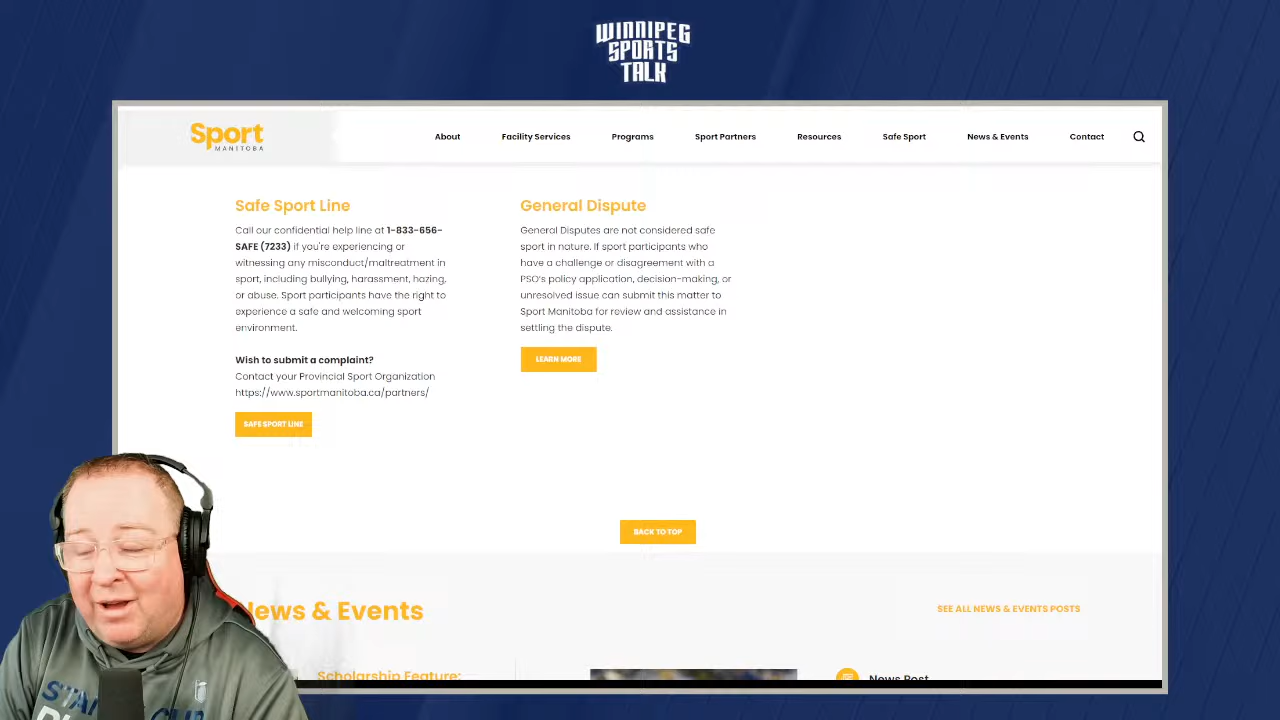 WINNIPEG
SPORTS
TALK
Sport
MANITOBA
About
Facility Services
Programs
Sport Partners
Resources
Safe Sport
News & Events
Contact
Safe Sport Line
Call our confidential help line at 1-833-656-
SAFE (7233) if you're experiencing or
witnessing any misconduct/maltreatment in
sport, including bullying, harassment, hazing,
or abuse. Sport participants have the right to
experience a safe and welcoming sport
environment.
Wish to submit a complaint?
Contact your Provincial Sport Organization
https://www.sportmanitoba.ca/partners/
SAFE SPORT LINE
General Dispute
General Disputes are not considered safe
sport in nature. If sport participants who
have a challenge or disagreement with a
PSO's policy application, decision-making, or
unresolved issue can submit this matter to
Sport Manitoba for review and assistance in
settling the dispute.
LEARN MORE
BACK TO TOP
News & Events
SEE ALL NEWS & EVENTS POSTS
Scholarship Feature:
News Post